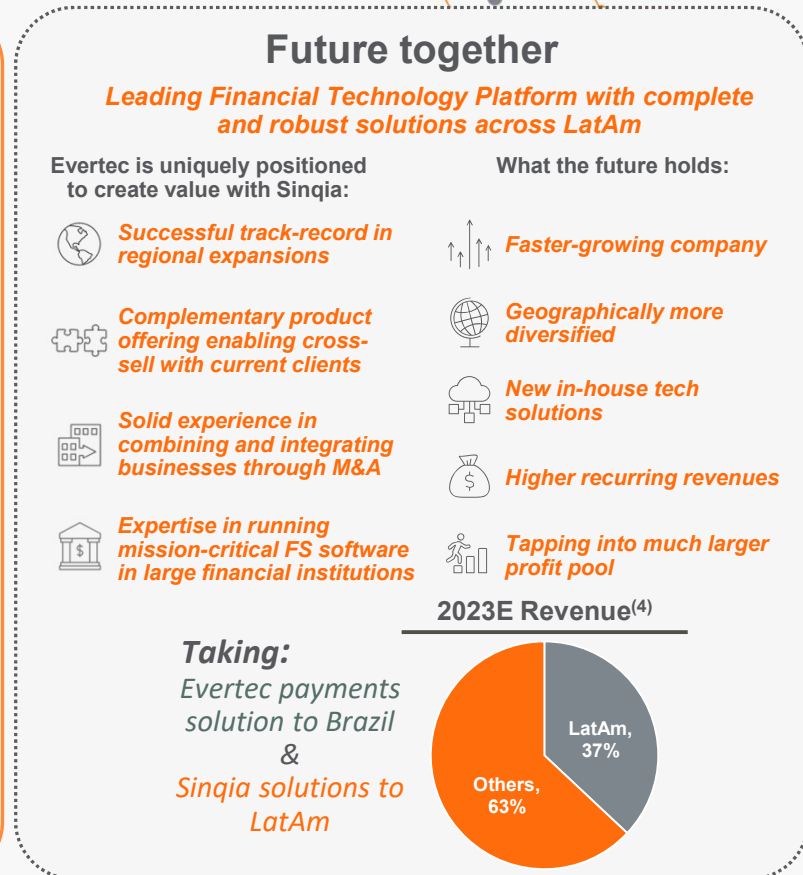 Future together
Leading Financial Technology Platform with complete
and robust solutions across LatAm
Evertec is uniquely positioned
to create value with Sinqia:
Successful track-record in
regional expansions
Complementary product
offering enabling cross-
sell with current clients
Solid experience in
combining and integrating
businesses through M&A
Expertise in running
mission-critical FS software
in large financial institutions
What the future holds:
Faster-growing company
Geographically more
diversified
New in-house tech
solutions
$
Higher recurring revenues
Tapping into much larger
profit pool
$
Taking:
Evertec payments
solution to Brazil
&
Sinqia solutions to
LatAm
2023E Revenue(4)
LatAm,
37%
Others,
63%